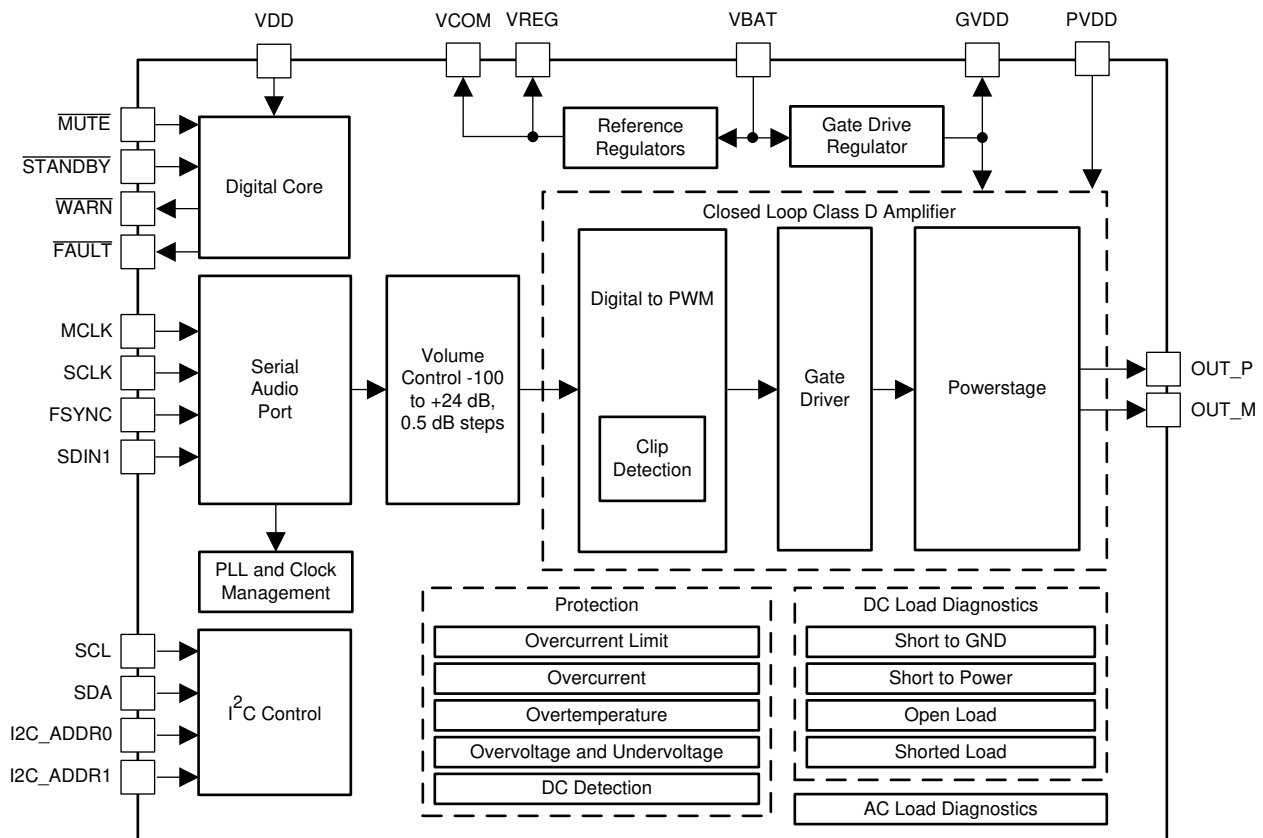 VDD
VCOM
VREG
VBAT
GVDD
PVDD
MUTE
STANDBY
WARN
FAULT
Digital Core
Reference
Regulators
Gate Drive
Regulator
Closed Loop Class D Amplifier
MCLK
SCLK
FSYNC
SDIN1
Serial
Audio
Port
Volume
Control -100
to +24 dB,
0.5 dB steps
Digital to PWM
Clip
Detection
Gate
Driver
Powerstage
OUT_P
OUT_M
PLL and Clock
Management
SCL
SDA
I2C_ADDR0
I2C_ADDR1
I²C Control
Protection
Overcurrent Limit
Overcurrent
Overtemperature
Overvoltage and Undervoltage
DC Detection
DC Load Diagnostics
Short to GND
Short to Power
Open Load
Shorted Load
AC Load Diagnostics